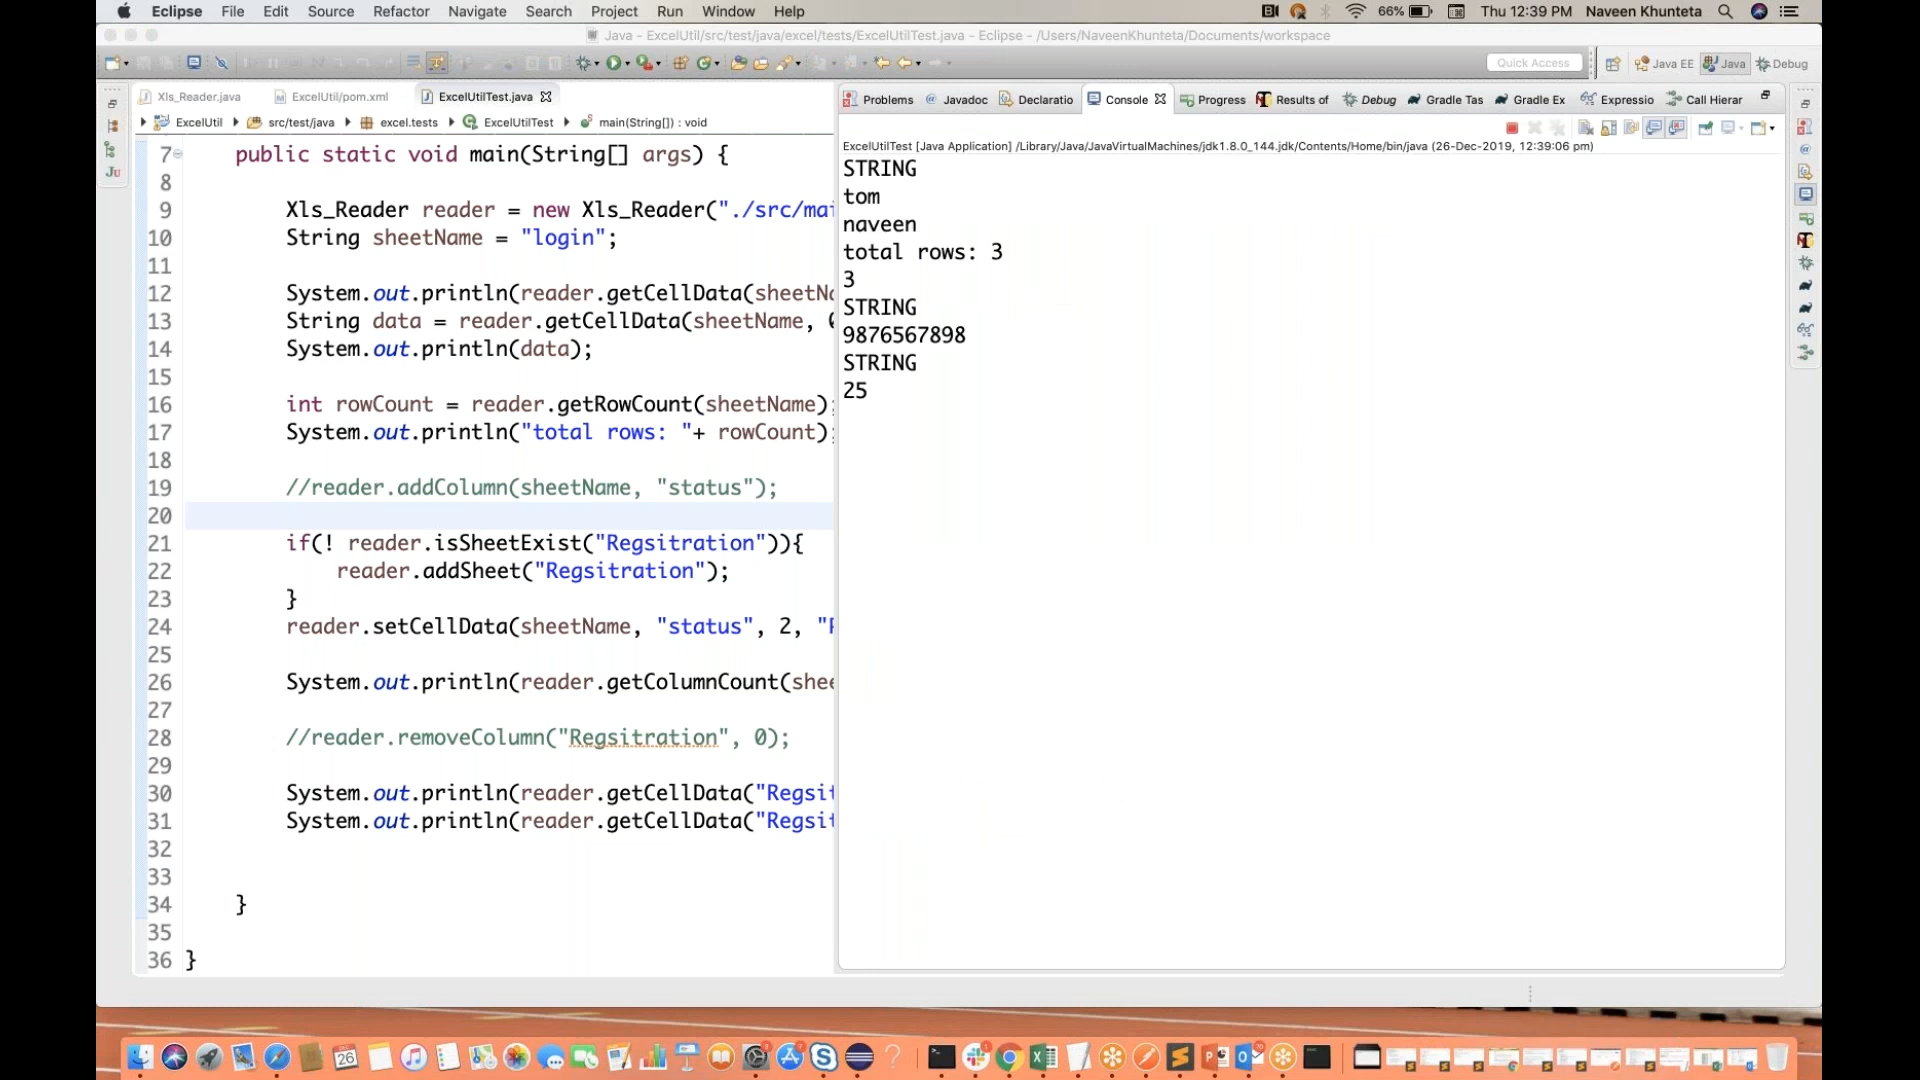 Eclipse File Edit Source Refactor Navigate Search Project Run Window Help
66% Thu 12:39 PM Naveen Khunteta
Java - ExcelUtil/src/test/java/excel/tests/ExcelUtilTest.java - Eclipse - /Users/NaveenKhunteta/Documents/workspace
Quick Access Java EE Java Debug
Xls_Reader.java ExcelUtil/pom.xml ExcelUtilTest.java
ExcelUtil src/test/java excel.tests ExcelUtilTest main(String[]) : void
7 public static void main(String[] args) {
8
9 Xls_Reader reader = new Xls_Reader("./src/mai
10 String sheetName = "login";
11
12 System.out.println(reader.getCellData(sheetNa
13 String data = reader.getCellData(sheetName, 0
14 System.out.println(data);
15
16 int rowCount = reader.getRowCount(sheetName);
17 System.out.println("total rows: "+ rowCount);
18
19 //reader.addColumn(sheetName, "status");
20
21 if(! reader.isSheetExist("Regsitration")){
22 reader.addSheet("Regsitration");
23 }
24 reader.setCellData(sheetName, "status", 2, "P
25
26 System.out.println(reader.getColumnCount(shee
27
28 //reader.removeColumn("Regsitration", 0);
29
30 System.out.println(reader.getCellData("Regsit
31 System.out.println(reader.getCellData("Regsit
32
33
34 }
35
36 }
Problems Javadoc Declaratio Console Progress Results of Debug Gradle Tas Gradle Ex Expressio Call Hierar
ExcelUtilTest [Java Application] /Library/Java/JavaVirtualMachines/jdk1.8.0_144.jdk/Contents/Home/bin/java (26-Dec-2019, 12:39:06 pm)
STRING
tom
naveen
total rows: 3
3
STRING
9876567898
STRING
25
26